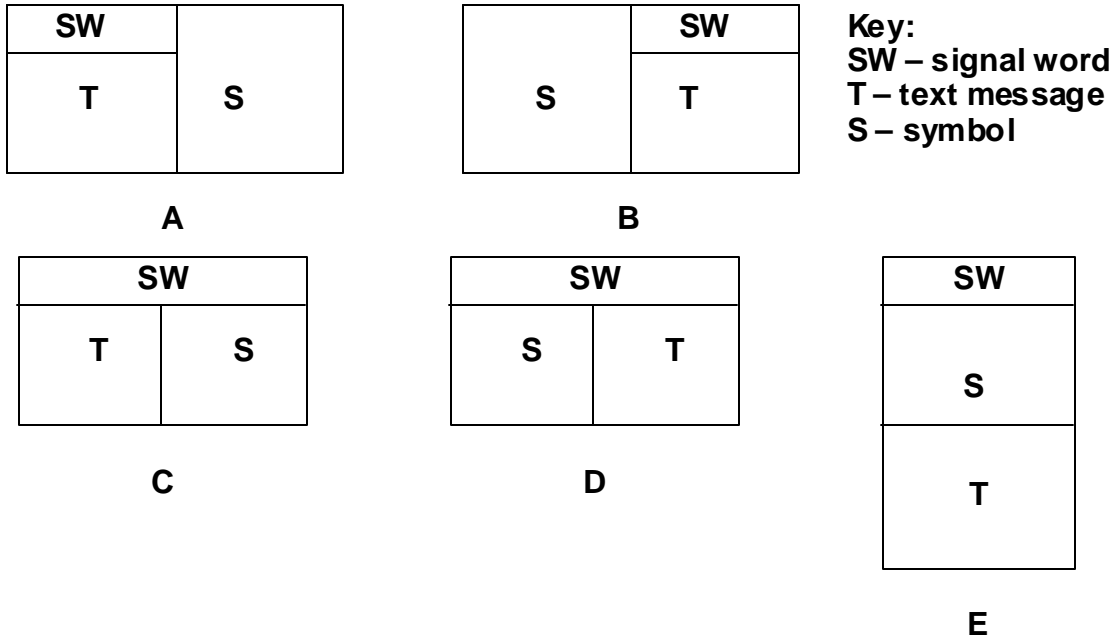 SW
T
S
A
SW
S
T
B
Key:
SW – signal word
T – text message
S – symbol
SW
T
S
C
SW
S
T
D
SW
S
T
E